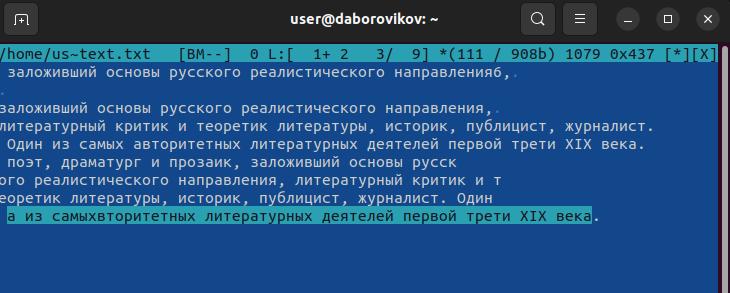 user@daborovikov: ~
/home/us~text.txt [BM--] 0 L:[ 1+ 2 3/ 9] *(111 / 908b) 1079 0x437 [*][X]
заложивший основы русского реалистического направления6,.
.
заложивший основы русского реалистического направления,.
литературный критик и теоретик литературы, историк, публицист, журналист.
Один из самых авторитетных литературных деятелей первой трети XIX века.
поэт, драматург и прозаик, заложивший основы русск
ого реалистического направления, литературный критик и т
еоретик литературы, историк, публицист, журналист. Один
а из самыхвторитетных литературных деятелей первой трети XIX века.